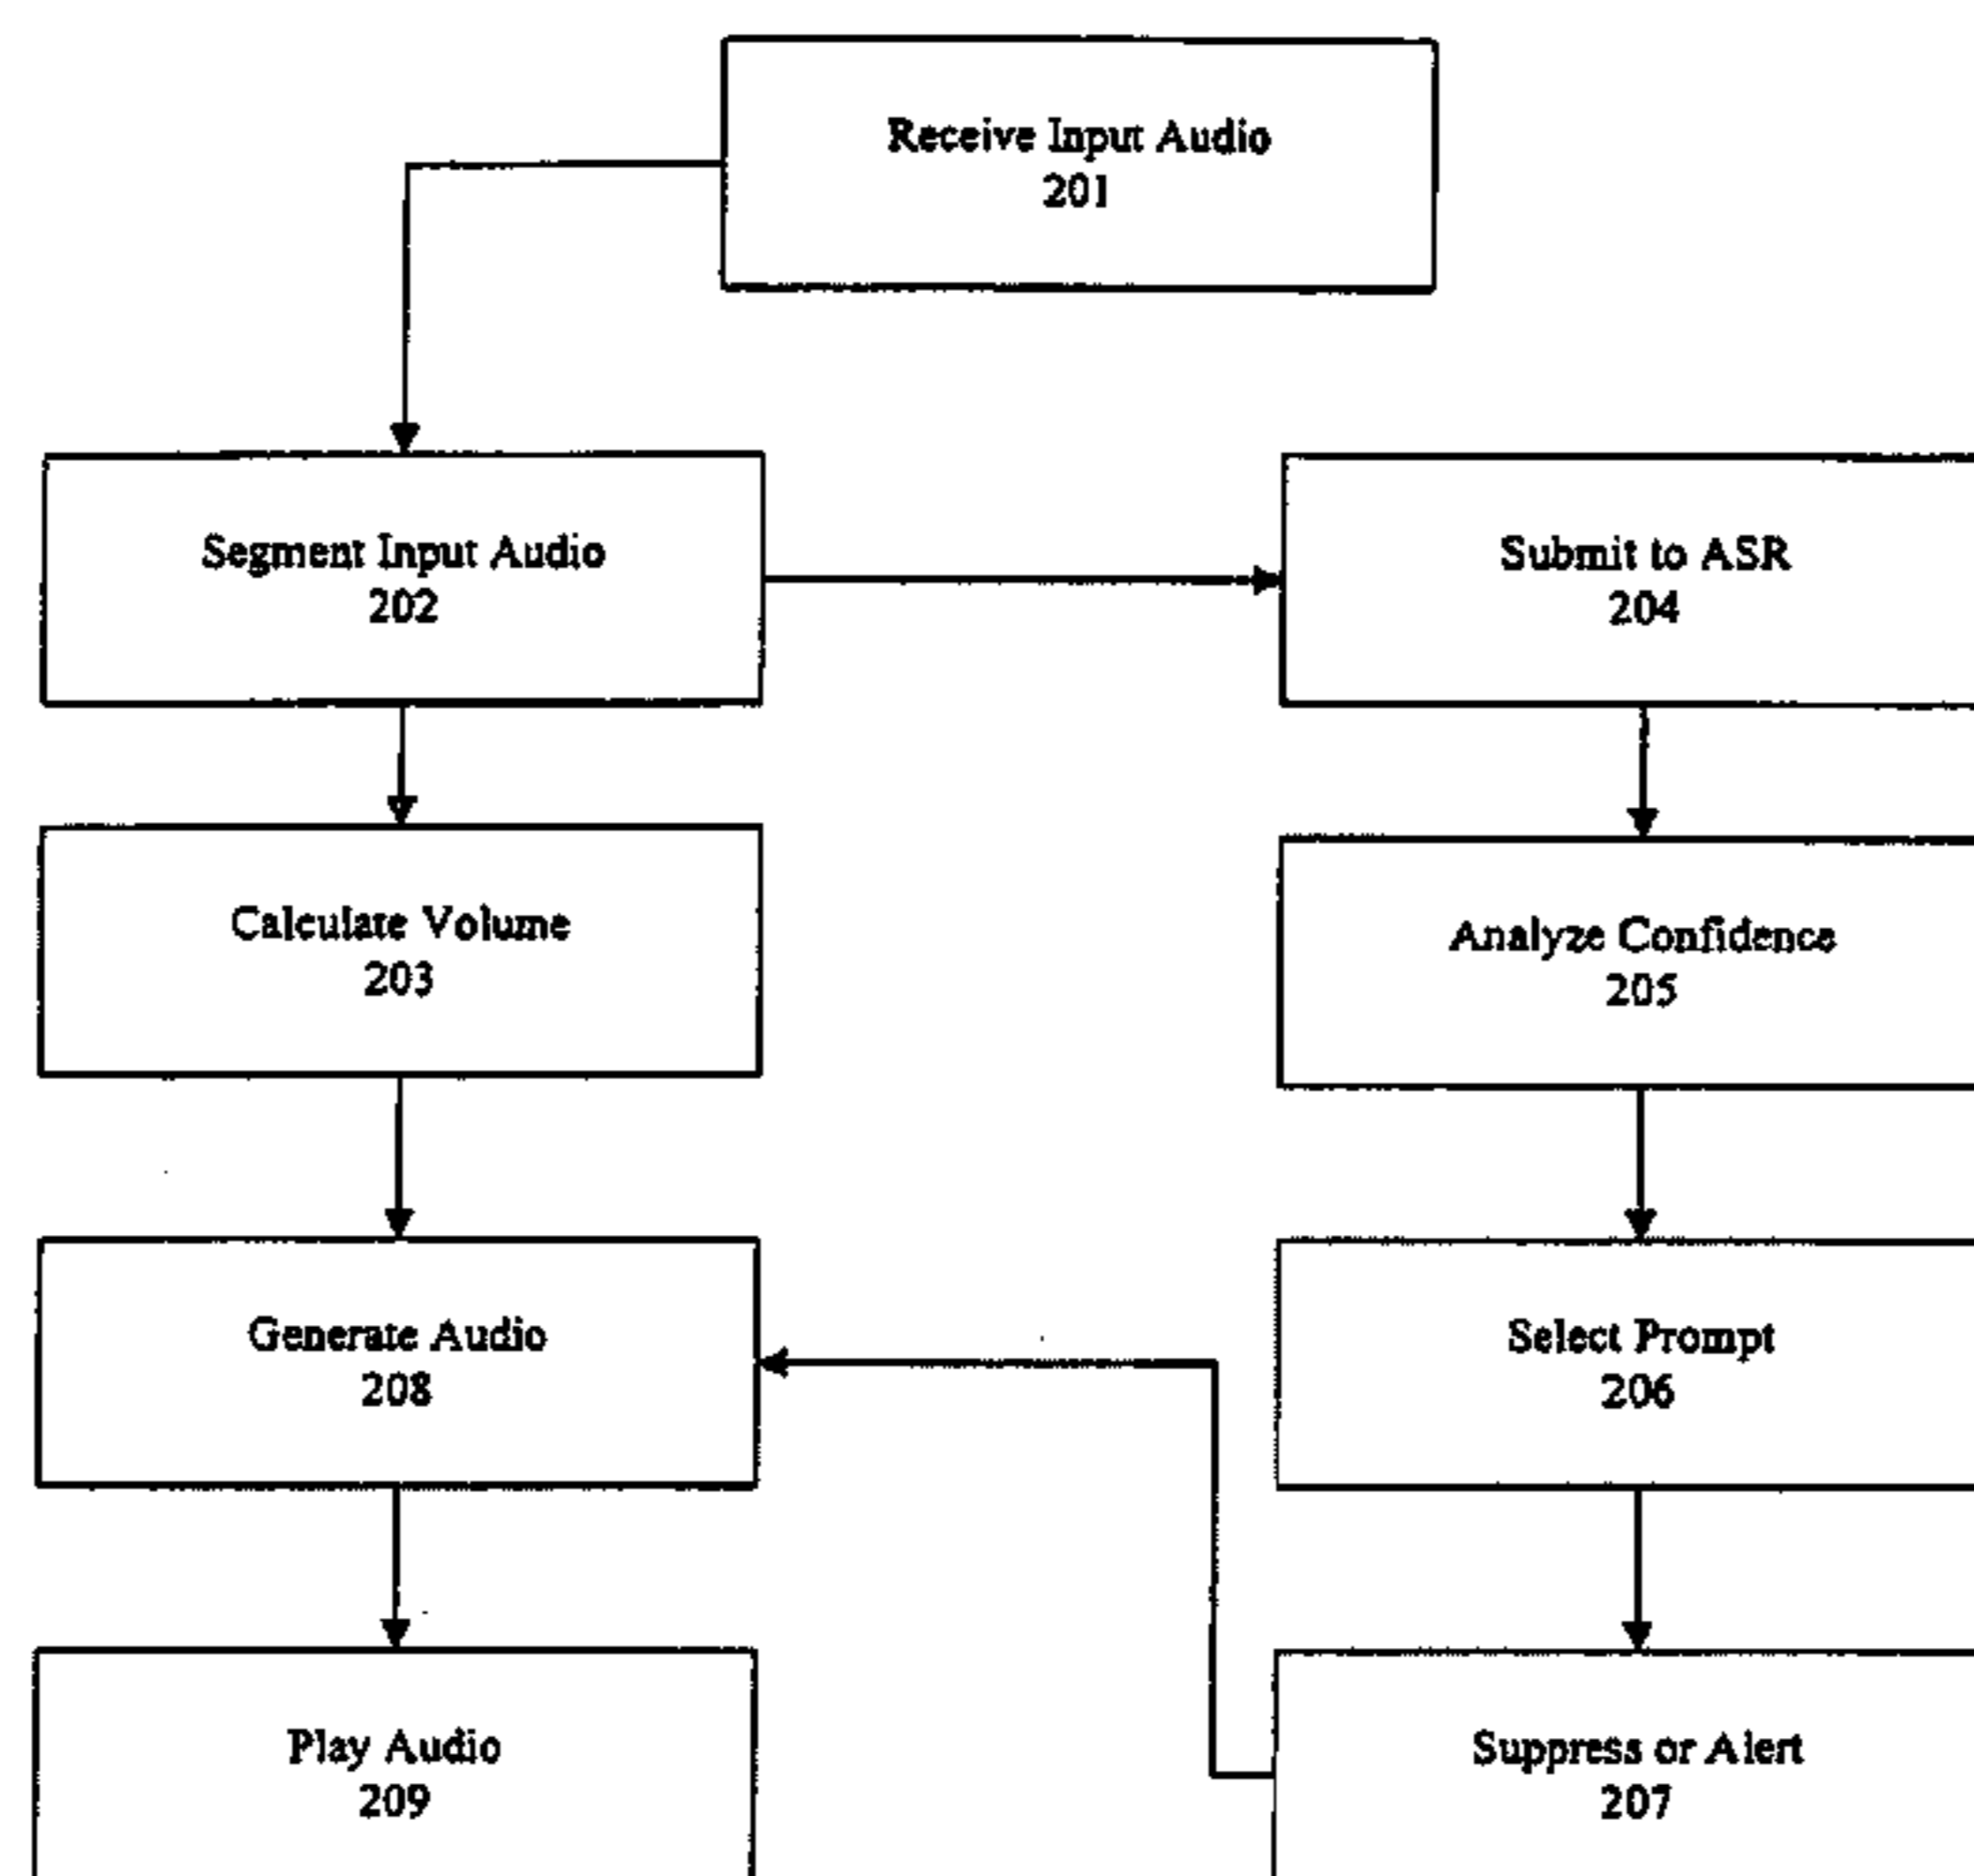 Receive Input Audio
201
Segment Input Audio
202
Submit to ASR
204
Calculate Volume
203
Analyze Confidence
205
Generate Audio
208
Select Prompt
206
Play Audio
209
Suppress or Alert
207